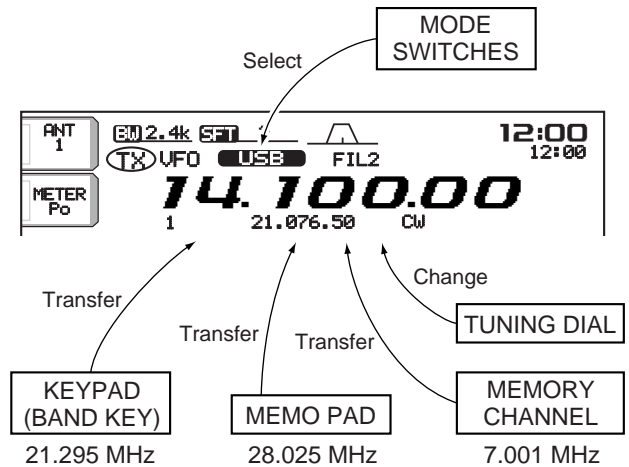 MODE
SWITCHES
Select
ANT
1
BW 2.4k SFT
12:00
12:00
TX VFO USB FIL2
METER
Po
14.100.00
1 21.076.50 CW
Change
Transfer
Transfer
Transfer
TUNING DIAL
KEYPAD
(BAND KEY)
MEMO PAD
MEMORY
CHANNEL
21.295 MHz
28.025 MHz
7.001 MHz